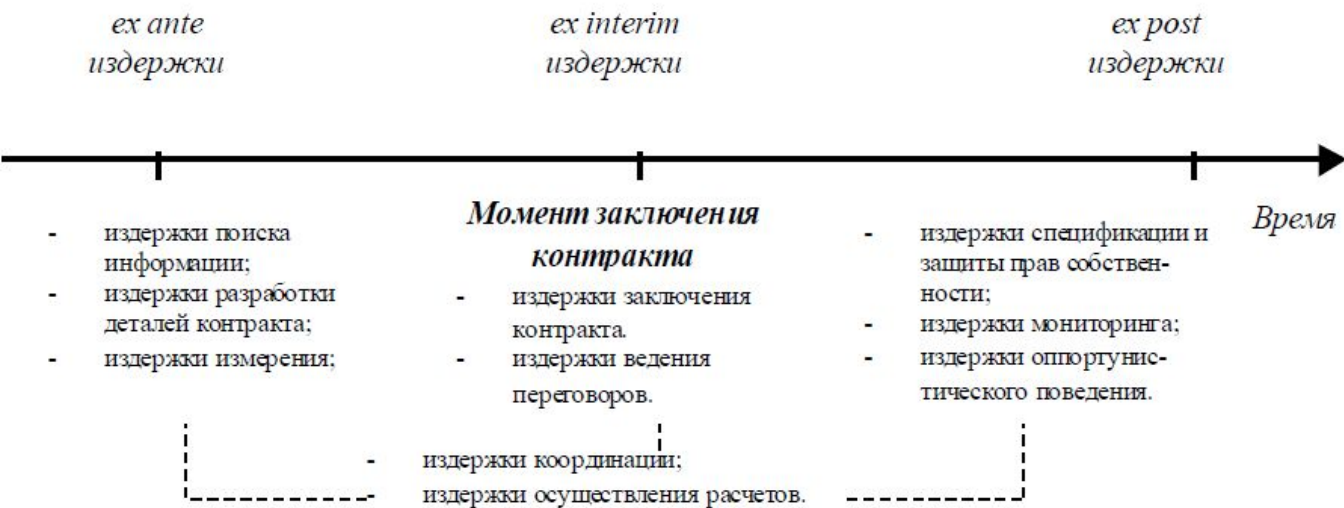 ex ante
издержки
ex interim
издержки
ex post
издержки
Время
- издержки поиска
информации;
- издержки разработки
деталей контракта;
- издержки измерения;
Момент заключения
контракта
- издержки заключения
контракта.
- издержки ведения
переговоров.
- издержки спецификации и
защиты прав собствен-
ности;
- издержки мониторинга;
- издержки оппортунис-
тического поведения.
- издержки координации;
- издержки осуществления расчетов.